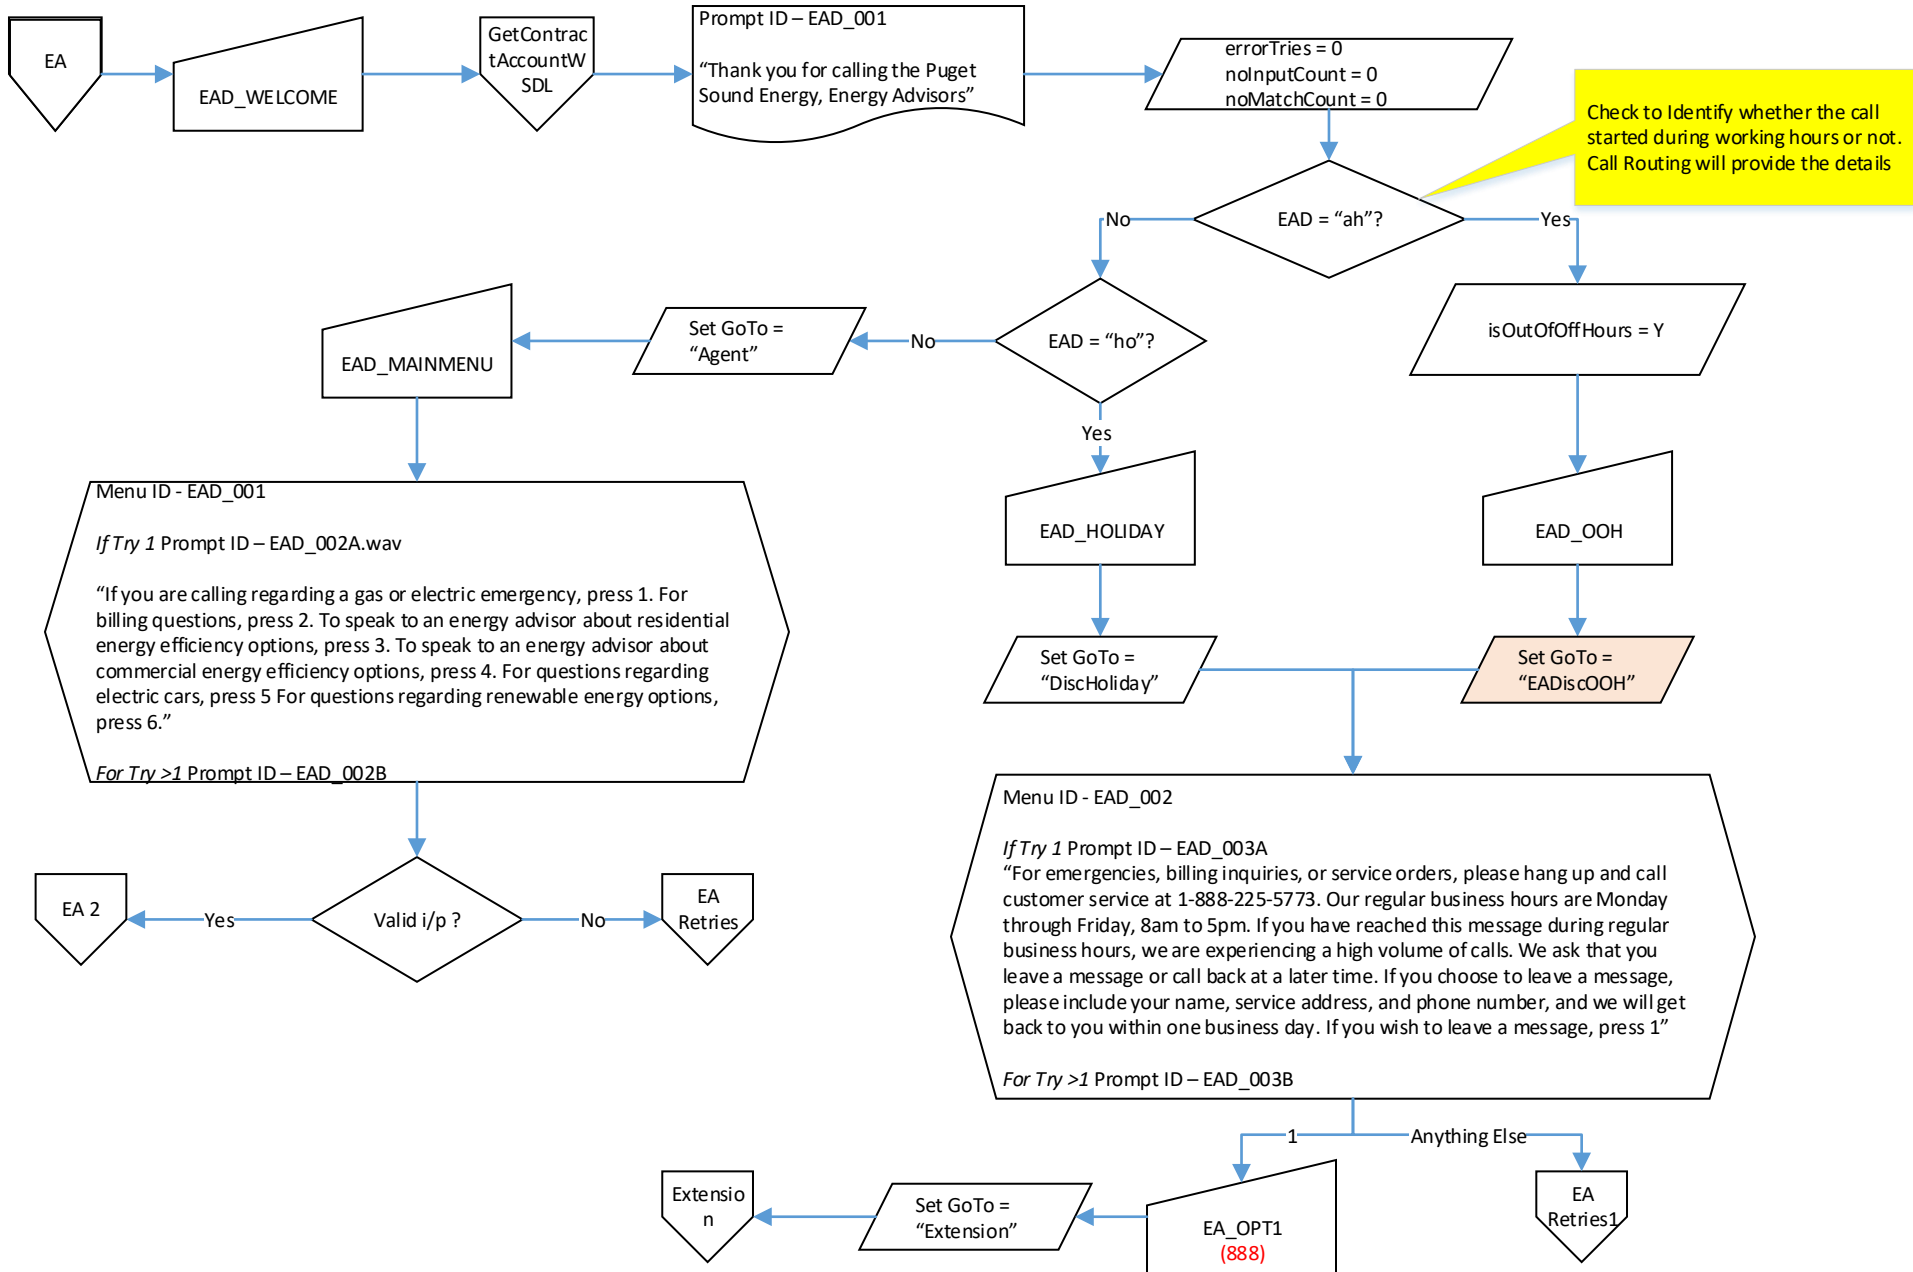 EA
EAD_WELCOME
GetContrac
tAccountW
SDL
Prompt ID – EAD_001
“Thank you for calling the Puget
Sound Energy, Energy Advisors”
errorTries = 0
noInputCount = 0
noMatchCount = 0
Check to Identify whether the call
started during working hours or not.
Call Routing will provide the details
EAD = “ah”?
No
Yes
EAD_MAINMENU
Set GoTo =
“Agent”
No
EAD = “ho”?
isOutOfOffHours = Y
Yes
EAD_HOLIDAY
EAD_OOH
Menu ID - EAD_001
If Try 1 Prompt ID – EAD_002A.wav
“If you are calling regarding a gas or electric emergency, press 1. For
billing questions, press 2. To speak to an energy advisor about residential
energy efficiency options, press 3. To speak to an energy advisor about
commercial energy efficiency options, press 4. For questions regarding
electric cars, press 5 For questions regarding renewable energy options,
press 6.”
For Try >1 Prompt ID – EAD_002B
Set GoTo =
“DiscHoliday”
Set GoTo =
“EADiscOOH”
Menu ID - EAD_002
If Try 1 Prompt ID – EAD_003A
“For emergencies, billing inquiries, or service orders, please hang up and call
customer service at 1-888-225-5773. Our regular business hours are Monday
through Friday, 8am to 5pm. If you have reached this message during regular
business hours, we are experiencing a high volume of calls. We ask that you
leave a message or call back at a later time. If you choose to leave a message,
please include your name, service address, and phone number, and we will get
back to you within one business day. If you wish to leave a message, press 1”
For Try >1 Prompt ID – EAD_003B
EA 2
Yes
Valid i/p ?
No
EA
Retries
1
Anything Else
Extensio
n
Set GoTo =
“Extension”
EA_OPT1
(888)
EA
Retries1